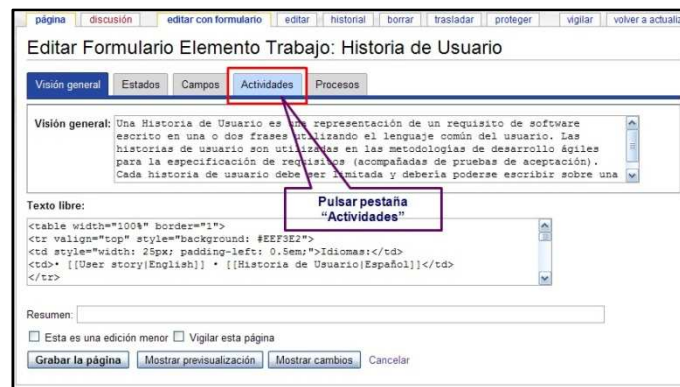 página discusión editar con formulario editar historial borrar trasladar proteger vigilar volver a actualiz
Editar Formulario Elemento Trabajo: Historia de Usuario
Visión general Estados Campos Actividades Procesos
Visión general: Una Historia de Usuario es una representación de un requisito de software
escrito en una o dos frases utilizando el lenguaje común del usuario. Las
historias de usuario son utilizadas en las metodologías de desarrollo ágiles
para la especificación de requisitos (acompañadas de pruebas de aceptación).
Cada historia de usuario debe ser limitada y debería poderse escribir sobre una
Pulsar pestaña
“Actividades”
Texto libre:
<table width="100%" border="1">
<tr valign="top" style="background: #EEF3E2">
<td style="width: 25px; padding-left: 0.5em;">Idiomas:</td>
<td>• [[User story|English]] • [[Historia de Usuario|Español]]</td>
</tr>
Resumen:
Esta es una edición menor Vigilar esta página
Grabar la página Mostrar previsualización Mostrar cambios Cancelar